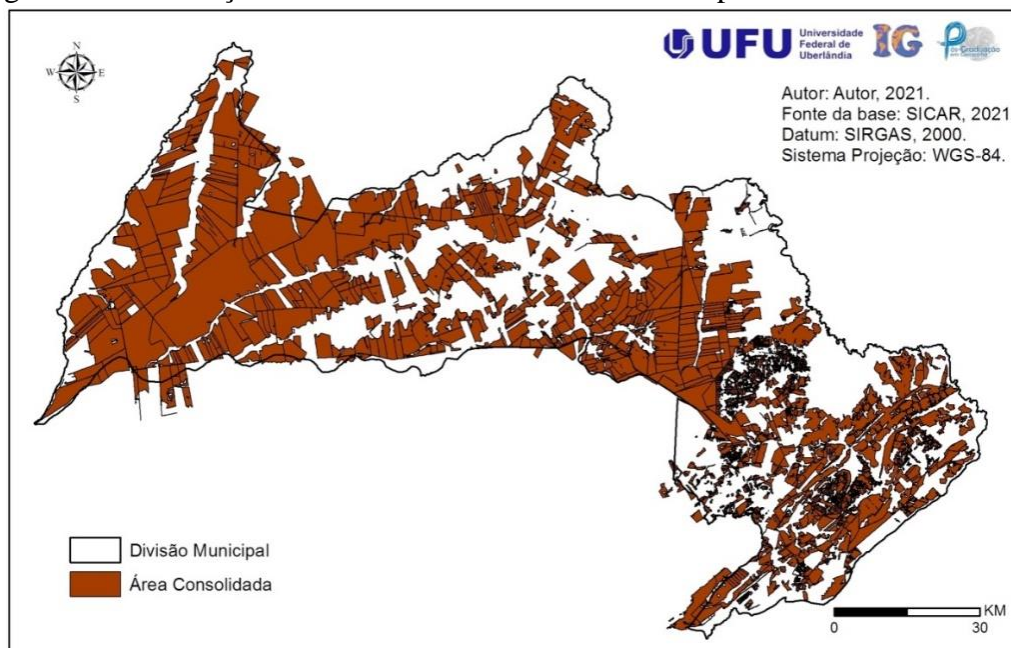 N
W E
S
UFU Universidade
Federal de
Uberlândia
IG
Autor: Autor, 2021.
Fonte da base: SICAR, 2021
Datum: SIRGAS, 2000.
Sistema Projeção: WGS-84.
Divisão Municipal
Área Consolidada
KM
0 30